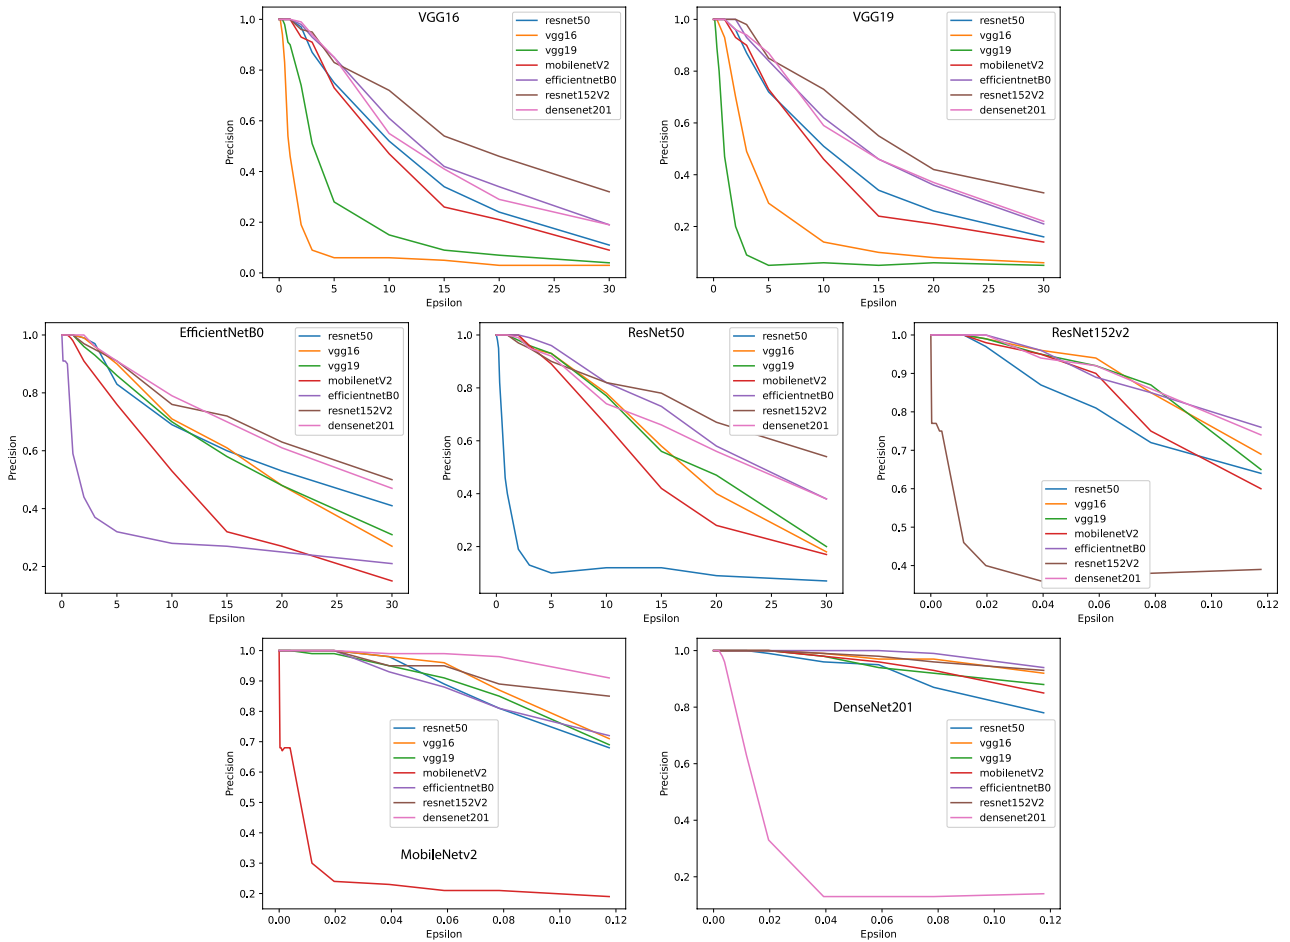 VGG16
Precision
1.0
0.8
0.6
0.4
0.2
0.0
resnet50
vgg16
vgg19
mobilenetV2
efficientnetB0
resnet152V2
densenet201
0 5 10 15 20 25 30
Epsilon
VGG19
Precision
1.0
0.8
0.6
0.4
0.2
resnet50
vgg16
vgg19
mobilenetV2
efficientnetB0
resnet152V2
densenet201
0 5 10 15 20 25 30
Epsilon
EfficientNetB0
Precision
1.0
0.9
0.8
0.7
0.6
0.5
0.4
0.3
0.2
resnet50
vgg16
vgg19
mobilenetV2
efficientnetB0
resnet152V2
densenet201
0 5 10 15 20 25 30
Epsilon
ResNet50
Precision
1.0
0.8
0.6
0.4
0.2
resnet50
vgg16
vgg19
mobilenetV2
efficientnetB0
resnet152V2
densenet201
0 5 10 15 20 25 30
Epsilon
ResNet152v2
Precision
1.0
0.9
0.8
0.7
0.6
0.5
0.4
resnet50
vgg16
vgg19
mobilenetV2
efficientnetB0
resnet152V2
densenet201
0.00 0.02 0.04 0.06 0.08 0.10 0.12
Epsilon
Precision
1.0
0.9
0.8
0.7
0.6
0.5
0.4
0.3
0.2
resnet50
vgg16
vgg19
mobilenetV2
efficientnetB0
resnet152V2
densenet201
MobileNetv2
0.00 0.02 0.04 0.06 0.08 0.10 0.12
Epsilon
DenseNet201
Precision
1.0
0.8
0.6
0.4
0.2
resnet50
vgg16
vgg19
mobilenetV2
efficientnetB0
resnet152V2
densenet201
0.00 0.02 0.04 0.06 0.08 0.10 0.12
Epsilon